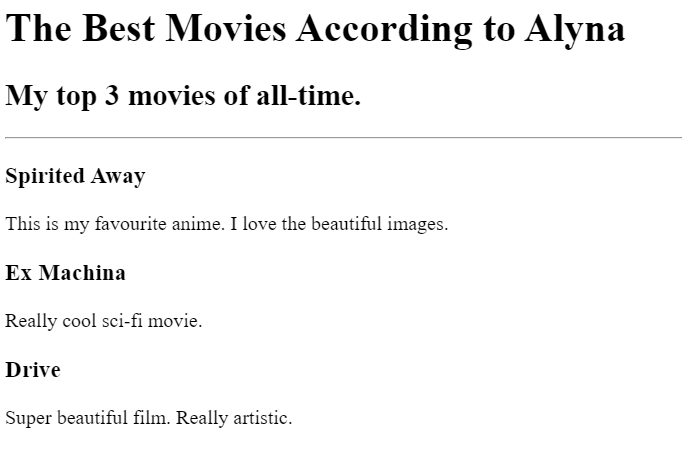 The Best Movies According to Alyna
My top 3 movies of all-time.
Spirited Away
This is my favourite anime. I love the beautiful images.
Ex Machina
Really cool sci-fi movie.
Drive
Super beautiful film. Really artistic.